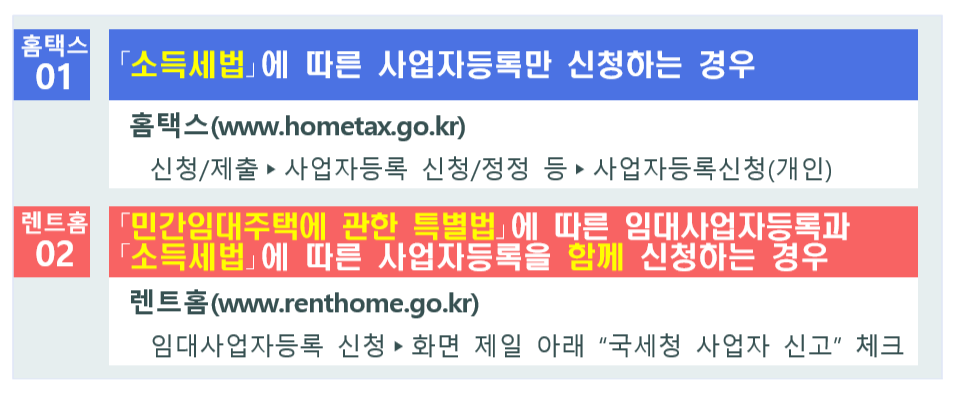 홈택스
01
「소득세법」에 따른 사업자등록만 신청하는 경우
홈택스(www.hometax.go.kr)
신청/제출 ▸ 사업자등록 신청/정정 등 ▸ 사업자등록신청(개인)
렌트홈
02
「민간임대주택에 관한 특별법」에 따른 임대사업자등록과
「소득세법」에 따른 사업자등록을 함께 신청하는 경우
렌트홈(www.renthome.go.kr)
임대사업자등록 신청 ▸ 화면 제일 아래 “국세청 사업자 신고” 체크